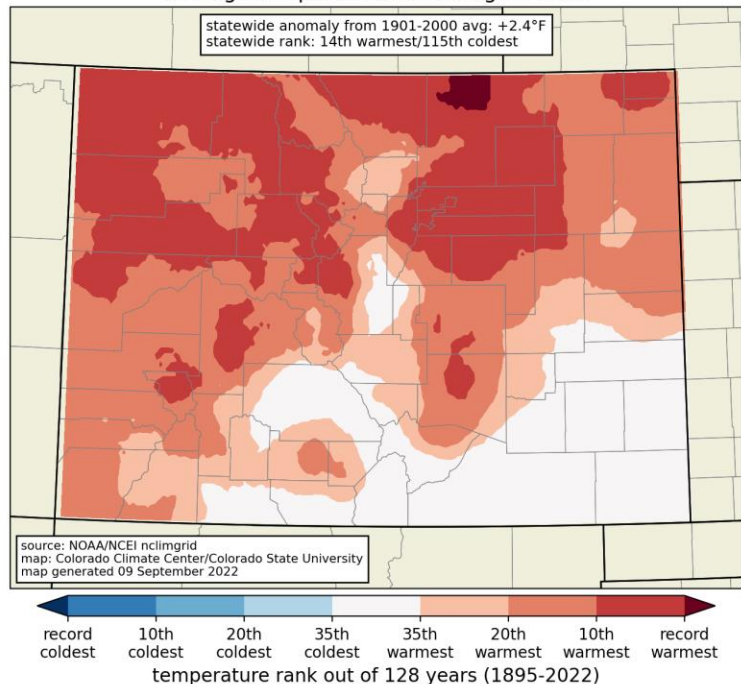 statewide anomaly from 1901-2000 avg: +2.4°F
statewide rank: 14th warmest/115th coldest
source: NOAA/NCEI nclimgrid
map: Colorado Climate Center/Colorado State University
map generated 09 September 2022
record coldest
10th coldest
20th coldest
35th coldest
35th warmest
20th warmest
10th warmest
record warmest
temperature rank out of 128 years (1895-2022)